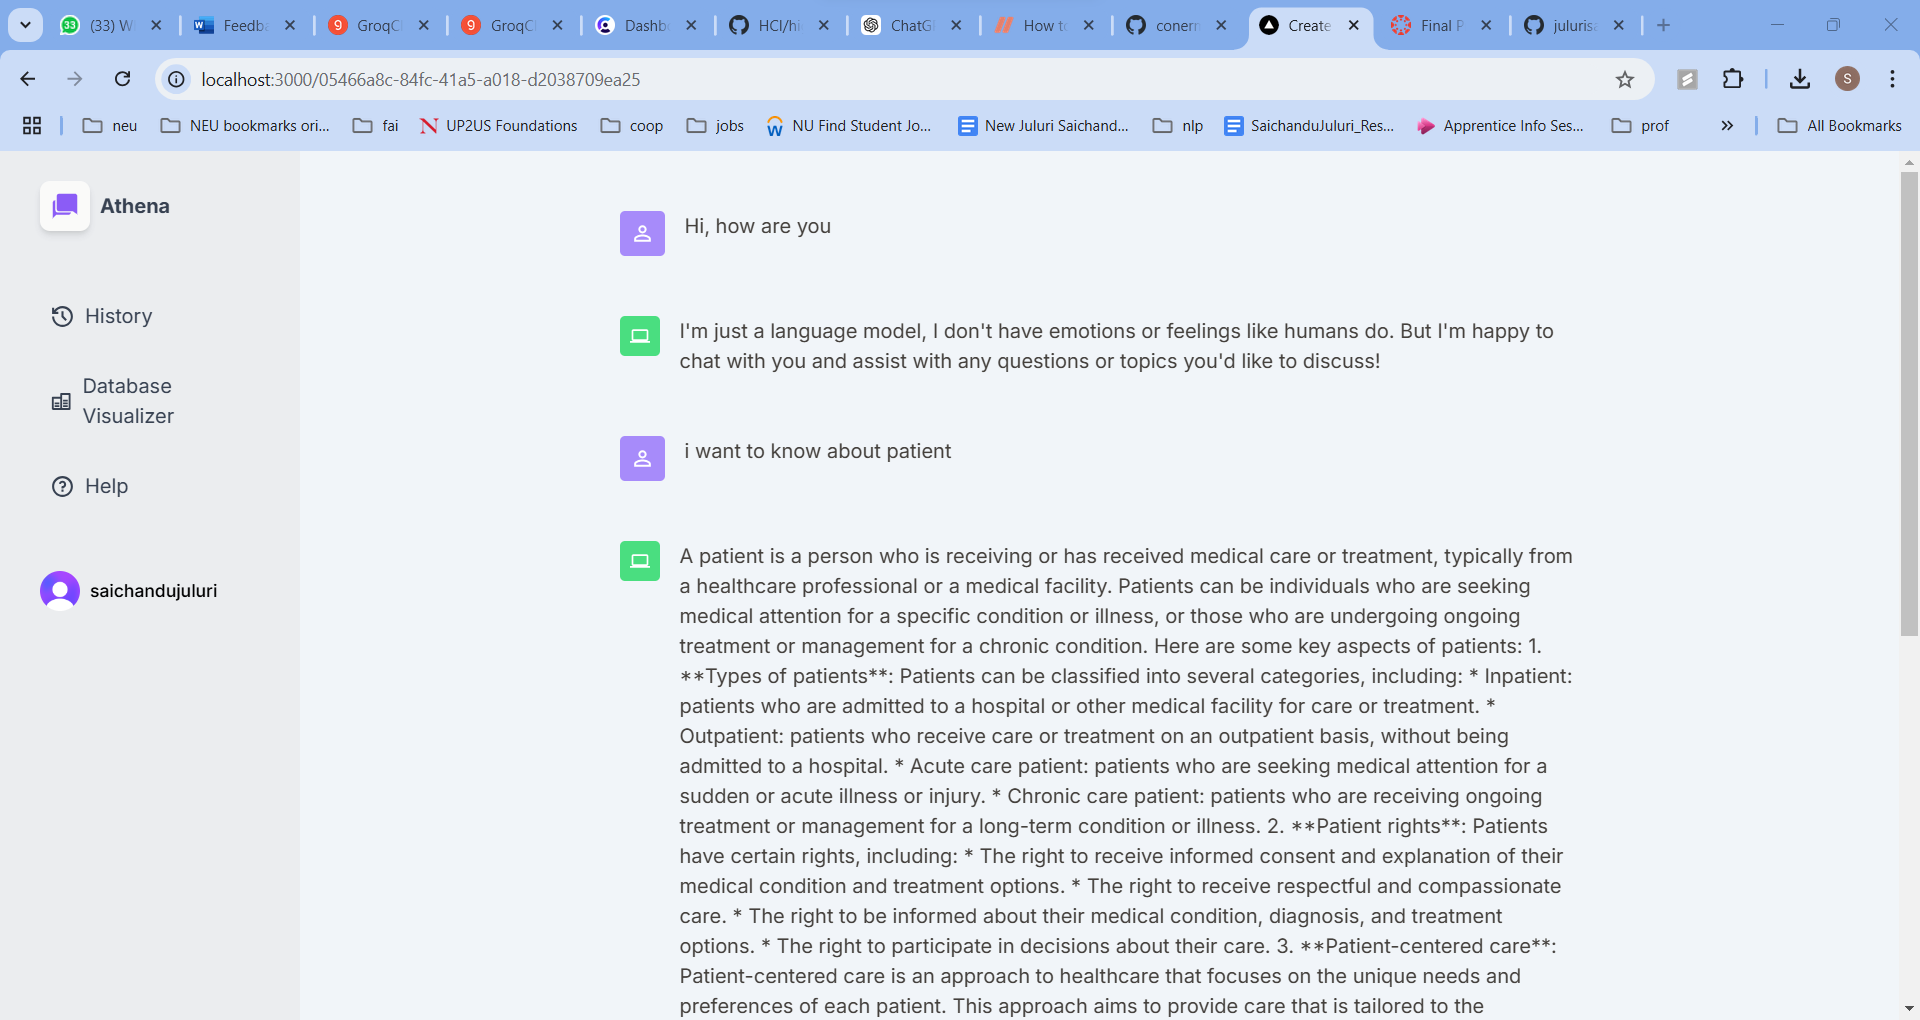 (33) W
Feedba
GroqCl
GroqCl
Dashb
HCI/hi
ChatG
How to
conern
Create
Final P
julurisa
localhost:3000/05466a8c-84fc-41a5-a018-d2038709ea25
S
neu
NEU bookmarks ori...
fai
UP2US Foundations
coop
jobs
NU Find Student Jo...
New Juluri Saichand...
nlp
SaichanduJuluri_Res...
Apprentice Info Ses...
prof
All Bookmarks
Athena
History
Database
Visualizer
Help
saichandujuluri
Hi, how are you
I'm just a language model, I don't have emotions or feelings like humans do. But I'm happy to
chat with you and assist with any questions or topics you'd like to discuss!
i want to know about patient
A patient is a person who is receiving or has received medical care or treatment, typically from
a healthcare professional or a medical facility. Patients can be individuals who are seeking
medical attention for a specific condition or illness, or those who are undergoing ongoing
treatment or management for a chronic condition. Here are some key aspects of patients: 1.
**Types of patients**: Patients can be classified into several categories, including: * Inpatient:
patients who are admitted to a hospital or other medical facility for care or treatment. *
Outpatient: patients who receive care or treatment on an outpatient basis, without being
admitted to a hospital. * Acute care patient: patients who are seeking medical attention for a
sudden or acute illness or injury. * Chronic care patient: patients who are receiving ongoing
treatment or management for a long-term condition or illness. 2. **Patient rights**: Patients
have certain rights, including: * The right to receive informed consent and explanation of their
medical condition and treatment options. * The right to receive respectful and compassionate
care. * The right to be informed about their medical condition, diagnosis, and treatment
options. * The right to participate in decisions about their care. 3. **Patient-centered care**:
Patient-centered care is an approach to healthcare that focuses on the unique needs and
preferences of each patient. This approach aims to provide care that is tailored to the